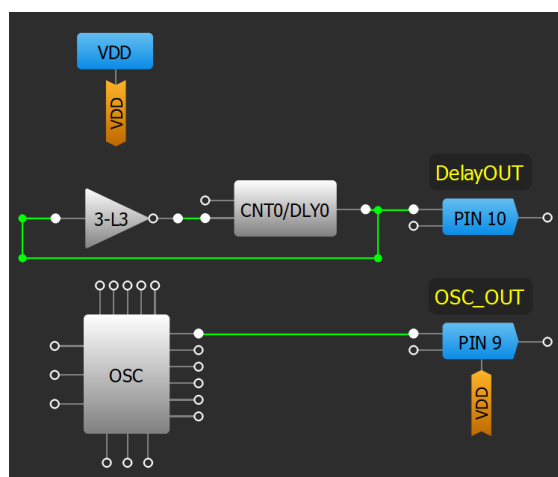 VDD
VDD
DelayOUT
3-L3
CNT0/DLY0
PIN 10
OSC_OUT
OSC
PIN 9
VDD